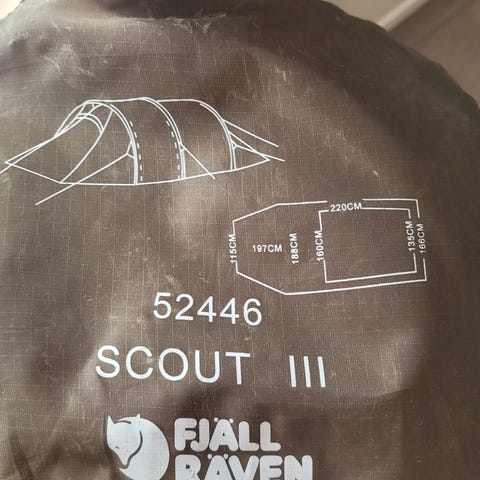 220CM
115CM
197CM
188CM
160CM
135CM
166CM
52446
SCOUT III
FJÄLL
RÄVEN